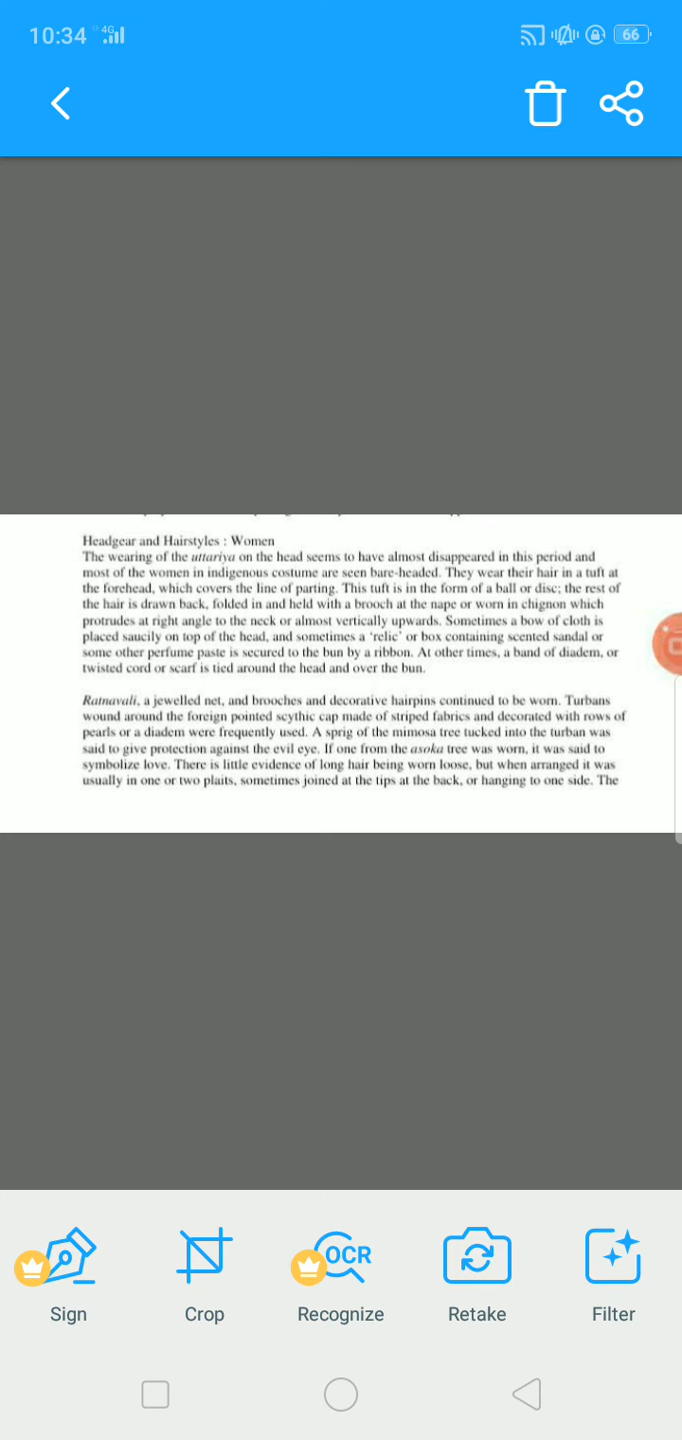 10:34 4G 66
Headgear and Hairstyles : Women
The wearing of the uttariya on the head seems to have almost disappeared in this period and
most of the women in indigenous costume are seen bare-headed. They wear their hair in a tuft at
the forehead, which covers the line of parting. This tuft is in the form of a ball or disc; the rest of
the hair is drawn back, folded in and held with a brooch at the nape or worn in chignon which
protrudes at right angle to the neck or almost vertically upwards. Sometimes a bow of cloth is
placed saucily on top of the head, and sometimes a ‘relic’ or box containing scented sandal or
some other perfume paste is secured to the bun by a ribbon. At other times, a band of diadem, or
twisted cord or scarf is tied around the head and over the bun.
Ratnavali, a jewelled net, and brooches and decorative hairpins continued to be worn. Turbans
wound around the foreign pointed scythic cap made of striped fabrics and decorated with rows of
pearls or a diadem were frequently used. A sprig of the mimosa tree tucked into the turban was
said to give protection against the evil eye. If one from the asoka tree was worn, it was said to
symbolize love. There is little evidence of long hair being worn loose, but when arranged it was
usually in one or two plaits, sometimes joined at the tips at the back, or hanging to one side. The
OCR
Sign Crop Recognize Retake Filter